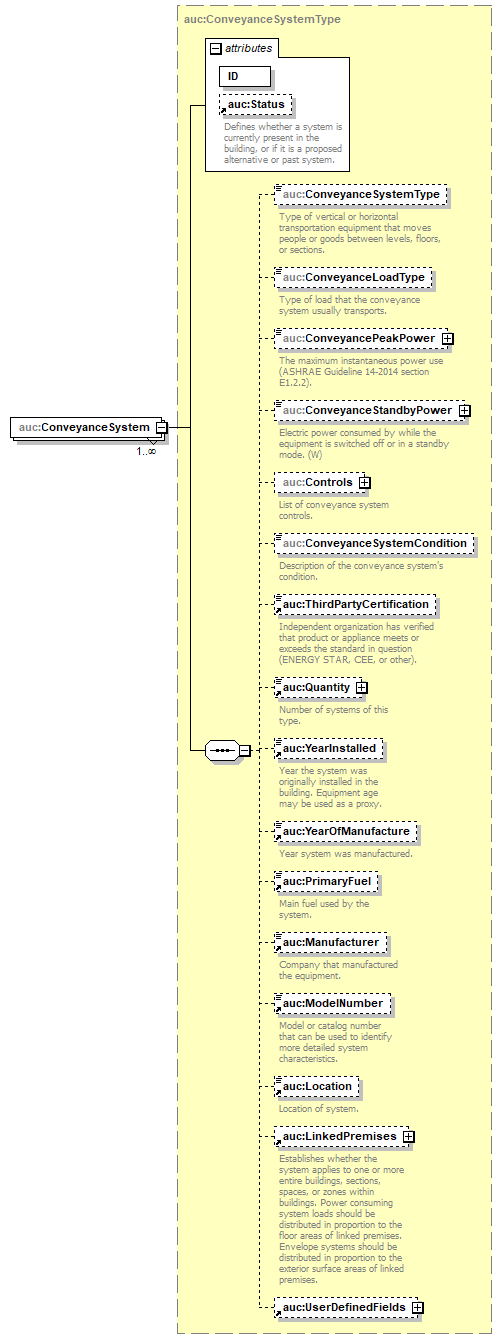 auc:ConveyanceSystemType
attributes
ID
auc:Status
Defines whether a system is
currently present in the
building, or if it is a proposed
alternative or past system.
auc:ConveyanceSystemType
Type of vertical or horizontal
transportation equipment that moves
people or goods between levels, floors,
or sections.
auc:ConveyanceLoadType
Type of load that the conveyance
system usually transports.
auc:ConveyancePeakPower
The maximum instantaneous power use
(ASHRAE Guideline 14-2014 section
E1.2.2).
auc:ConveyanceStandbyPower
Electric power consumed by while the
equipment is switched off or in a standby
mode. (W)
auc:ConveyanceSystem
1..∞
auc:Controls
List of conveyance system
controls.
auc:ConveyanceSystemCondition
Description of the conveyance system's
condition.
auc:ThirdPartyCertification
Independent organization has verified
that product or appliance meets or
exceeds the standard in question
(ENERGY STAR, CEE, or other).
auc:Quantity
Number of systems of this
type.
auc:YearInstalled
Year the system was
originally installed in the
building. Equipment age
may be used as a proxy.
auc:YearOfManufacture
Year system was manufactured.
auc:PrimaryFuel
Main fuel used by the
system.
auc:Manufacturer
Company that manufactured
the equipment.
auc:ModelNumber
Model or catalog number
that can be used to identify
more detailed system
characteristics.
auc:Location
Location of system.
auc:LinkedPremises
Establishes whether the
system applies to one or more
entire buildings, sections,
spaces, or zones within
buildings. Power consuming
system loads should be
distributed in proportion to the
floor areas of linked premises.
Envelope systems should be
distributed in proportion to the
exterior surface areas of linked
premises.
auc:UserDefinedFields